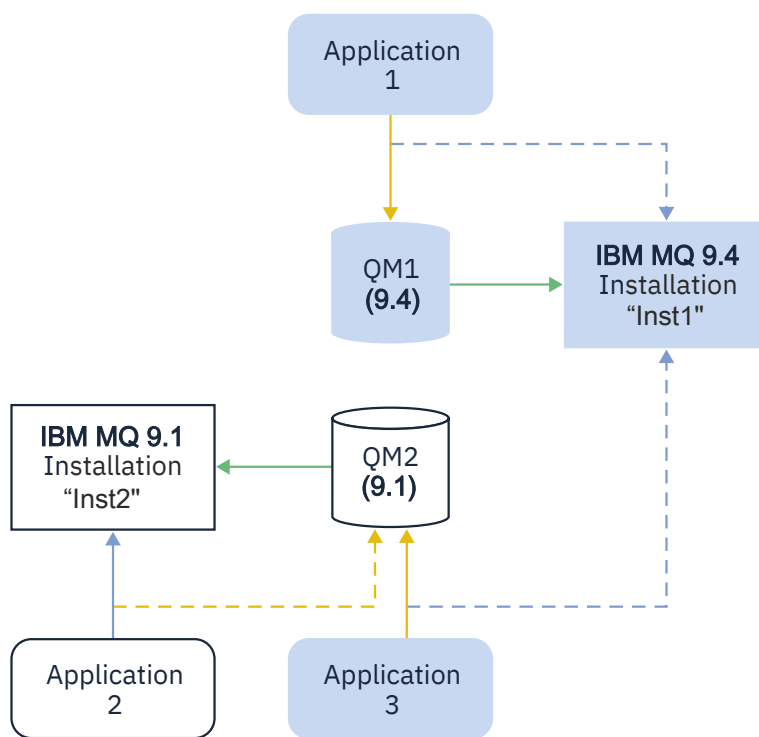 Application
1
QM1
(9.4)
IBM MQ 9.4
Installation
“Inst1"
IBM MQ 9.1
Installation
“Inst2"
QM2
(9.1)
Application
2
Application
3